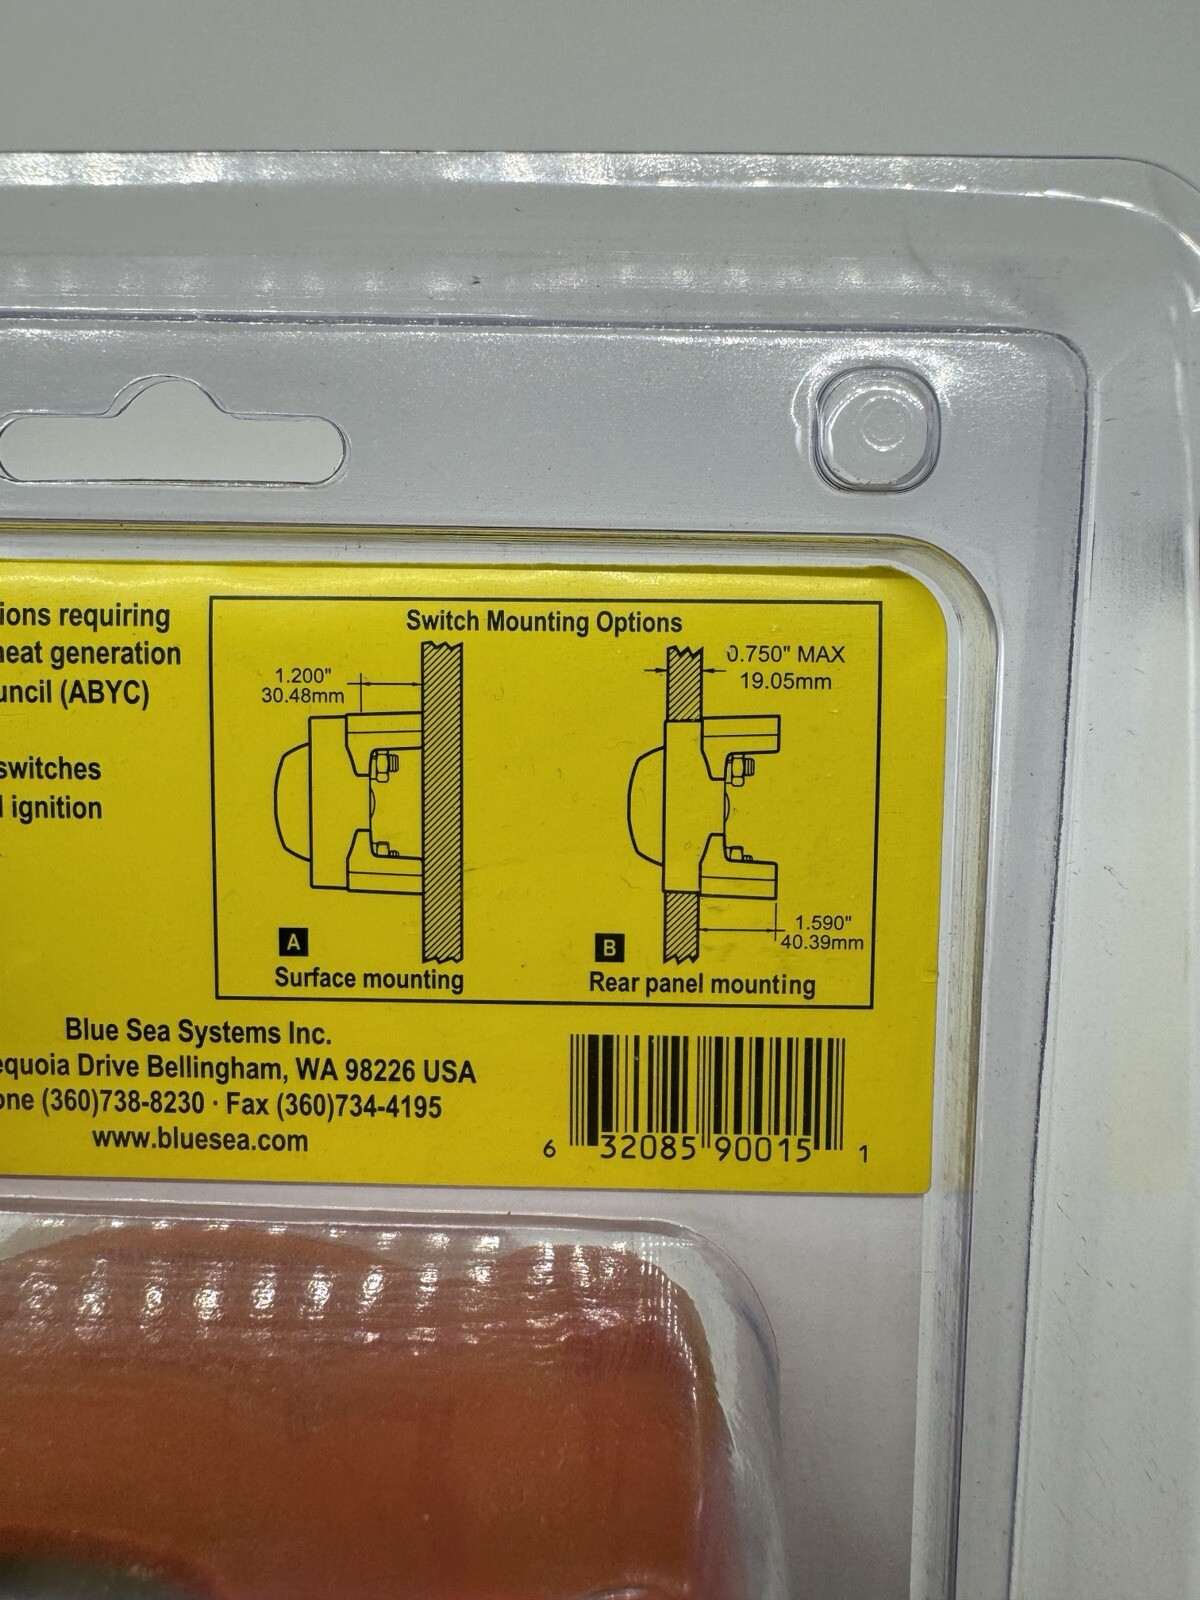 ions requiring
heat generation
uncil (ABYC)
switches
ignition
Switch Mounting Options
1.200"
30.48mm
0.750" MAX
19.05mm
A
Surface mounting
B
Rear panel mounting
1.590"
40.39mm
Blue Sea Systems Inc.
equoia Drive Bellingham, WA 98226 USA
one (360)738-8230 · Fax (360)734-4195
www.bluesea.com
6 32085 90015 1